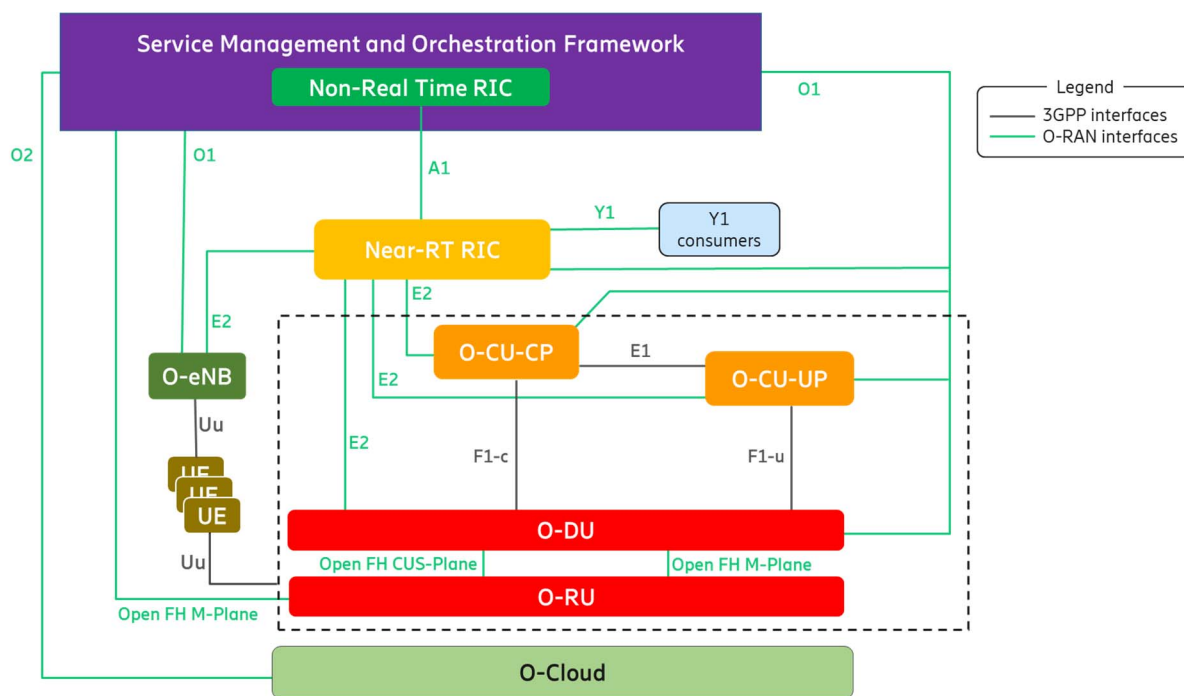 Service Management and Orchestration Framework
Non-Real Time RIC
O1
Legend
3GPP interfaces
O-RAN interfaces
O2
O1
A1
Y1
Y1
consumers
Near-RT RIC
E2
E2
O-CU-CP
E1
O-CU-UP
O-eNB
E2
Uu
E2
F1-c
F1-u
UE
UE
UE
O-DU
Uu
Open FH CUS-Plane
Open FH M-Plane
O-RU
Open FH M-Plane
O-Cloud